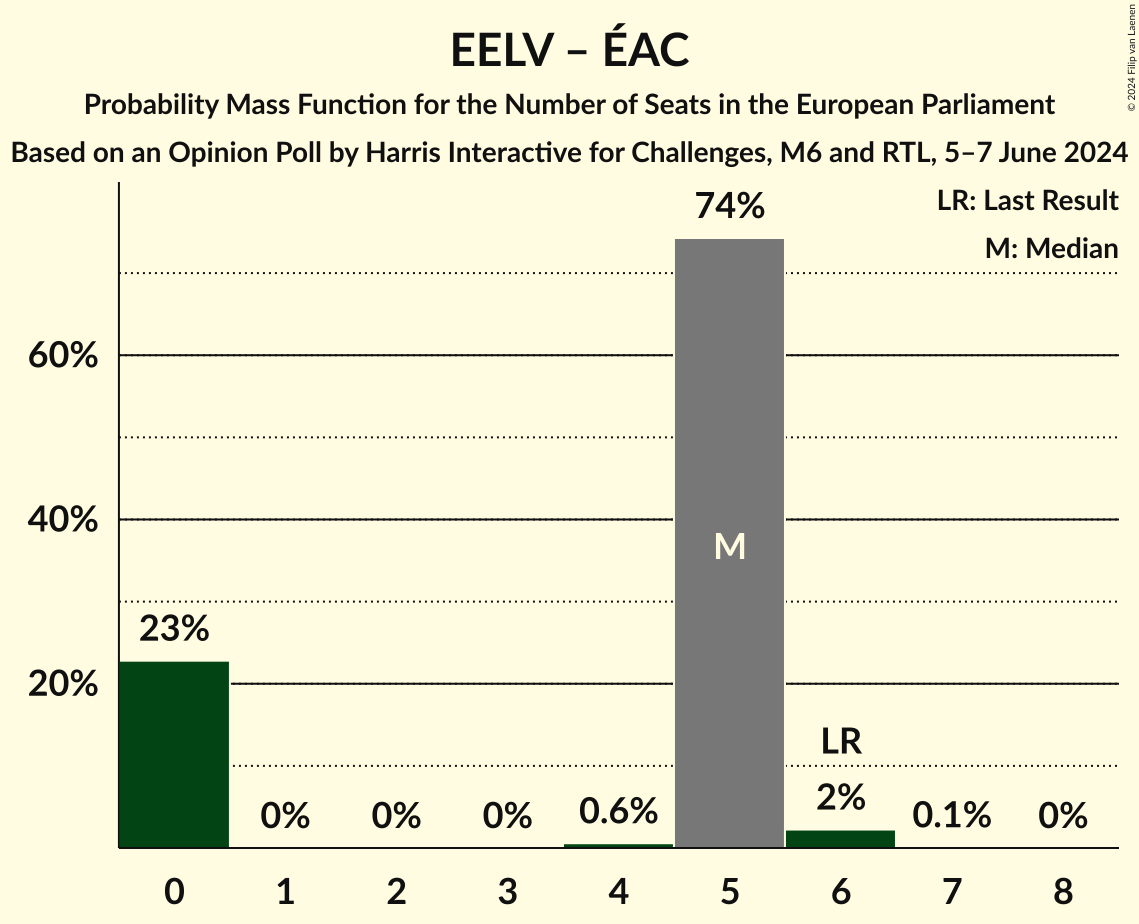 EELV – ÉAC
Probability Mass Function for the Number of Seats in the European Parliament
Based on an Opinion Poll by Harris Interactive for Challenges, M6 and RTL, 5–7 June 2024
© 2024 Filip van Laenen
LR: Last Result
M: Median
74%
60%
40%
M
23%
20%
LR
0% 0% 0% 0.6% 2% 0.1% 0%
0 1 2 3 4 5 6 7 8